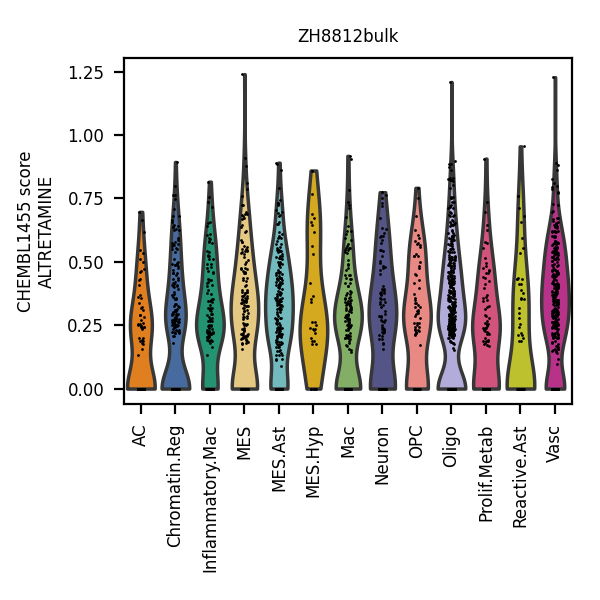 ZH8812bulk
CHEMBL1455 score
ALTRETAMINE
1.25
1.00
0.75
0.50
0.25
0.00
AC
Chromatin.Reg
Inflammatory.Mac
MES
MES.Ast
MES.Hyp
Mac
Neuron
OPC
Oligo
Prolif.Metab
Reactive.Ast
Vasc